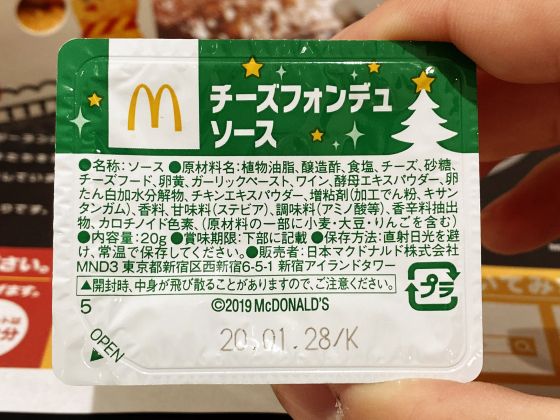 チーズフォンデュ
ソース
●名称:ソース ●原材料名:植物油脂、醸造酢、食塩、チーズ、砂糖、
チーズフード、卵黄、ガーリックペースト、ワイン、酵母エキスパウダー、卵
たん白加水分解物、チキンエキスパウダー、増粘剤(加工でん粉、キサン
タンガム)、香料、甘味料(ステビア)、調味料(アミノ酸等)、香辛料抽出
物、カロチノイド色素、(原材料の一部に小麦・大豆・りんごを含む)
●内容量:20g ●賞味期限:下部に記載 ●保存方法:直射日光を避
け、常温で保存してください。●販売者:日本マクドナルド株式会社
MND3 東京都新宿区西新宿6-5-1 新宿アイランドタワー
▲開封時、中身が飛び散ることがありますので、ご注意ください。
プラ
5
©2019 McDONALD'S
20.01.28/K
OPEN